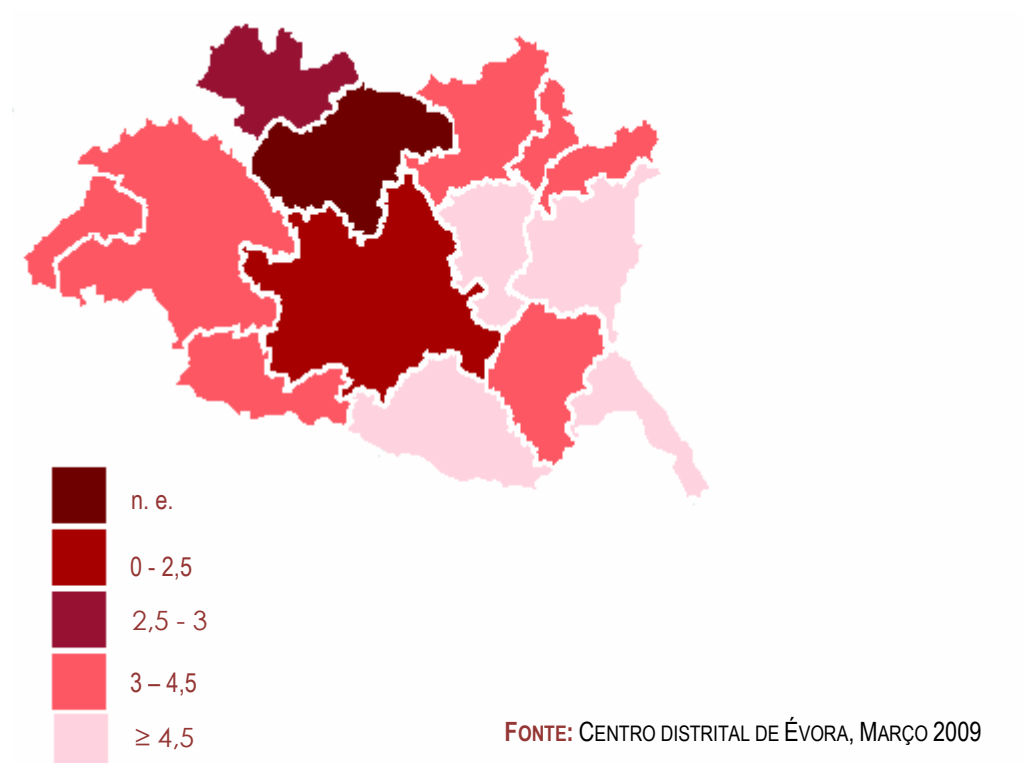 n. e.
0 - 2,5
2,5 - 3
3 – 4,5
≥ 4,5
FONTE: CENTRO DISTRITAL DE ÉVORA, MARÇO 2009